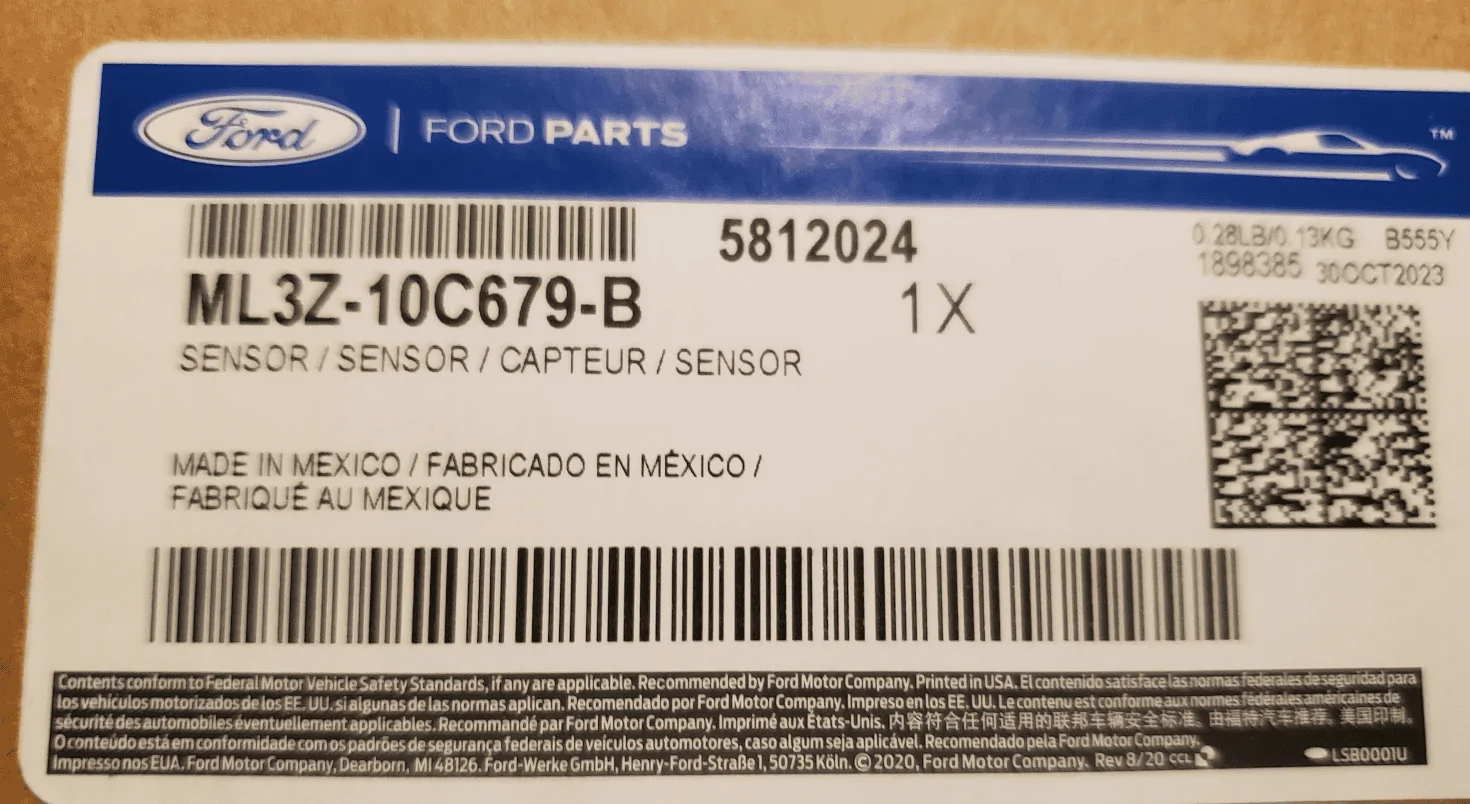 Ford | FORD PARTS
TM
5812024
0.28LB/0.13KG B555Y
1898385 30OCT2023
ML3Z-10C679-B
1X
SENSOR / SENSOR / CAPTEUR / SENSOR
MADE IN MEXICO / FABRICADO EN MÉXICO /
FABRIQUÉ AU MEXIQUE
Contents conform to Federal Motor Vehicle Safety Standards, if any are applicable. Recommended by Ford Motor Company. Printed in USA. El contenido satisface las normas federales de seguridad para
los vehículos motorizados de los EE. UU. si algunas de las normas aplican. Recomendado por Ford Motor Company. Impreso en los EE. UU. Le contenu est conforme aux normes fédérales américaines de
sécurité des automobiles éventuellement applicables. Recommandé par Ford Motor Company. Imprimé aux États-Unis. 内容符合任何适用的联邦车辆安全标准。由福特汽车推荐。美国印制。
O conteúdo está em conformidade com os padrões de segurança federais de veículos automotores, caso algum seja aplicável. Recomendado pela Ford Motor Company.
Impresso nos EUA. Ford Motor Company, Dearborn, MI 48126. Ford-Werke GmbH, Henry-Ford-Straße 1, 50735 Köln. © 2020, Ford Motor Company. Rev 8/20 CCL LSB0001U